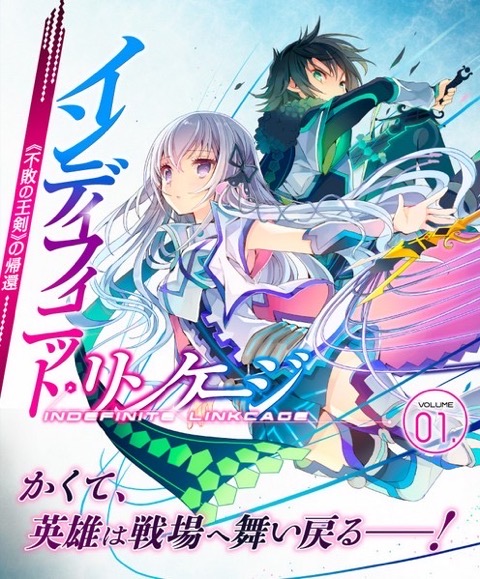 インディフィニット・リンケージ
《不敗の王剣》の帰還
INDEFINITE LINKCAGE
VOLUME
01.
かくて、
英雄は戦場へ舞い戻る――!